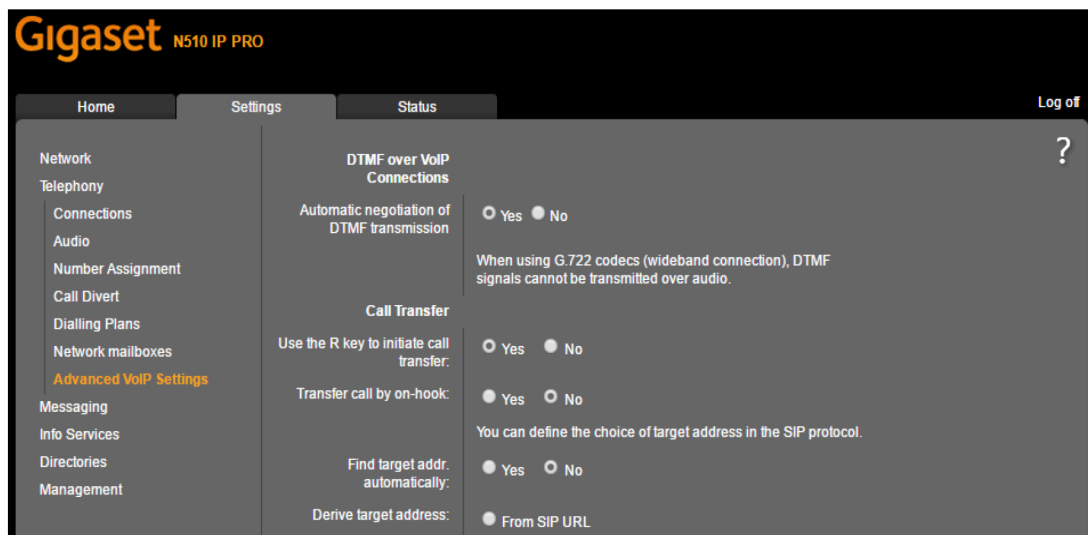 Gigaset N510 IP PRO
Home Settings Status Log off
?
Network
Telephony
Connections
Audio
Number Assignment
Call Divert
Dialling Plans
Network mailboxes
Advanced VoIP Settings
Messaging
Info Services
Directories
Management
DTMF over VoIP
Connections
Automatic negotiation of
DTMF transmission
Yes No
When using G.722 codecs (wideband connection), DTMF
signals cannot be transmitted over audio.
Call Transfer
Use the R key to initiate call
transfer:
Yes No
Transfer call by on-hook:
Yes No
You can define the choice of target address in the SIP protocol.
Find target addr.
automatically:
Yes No
Derive target address:
From SIP URL